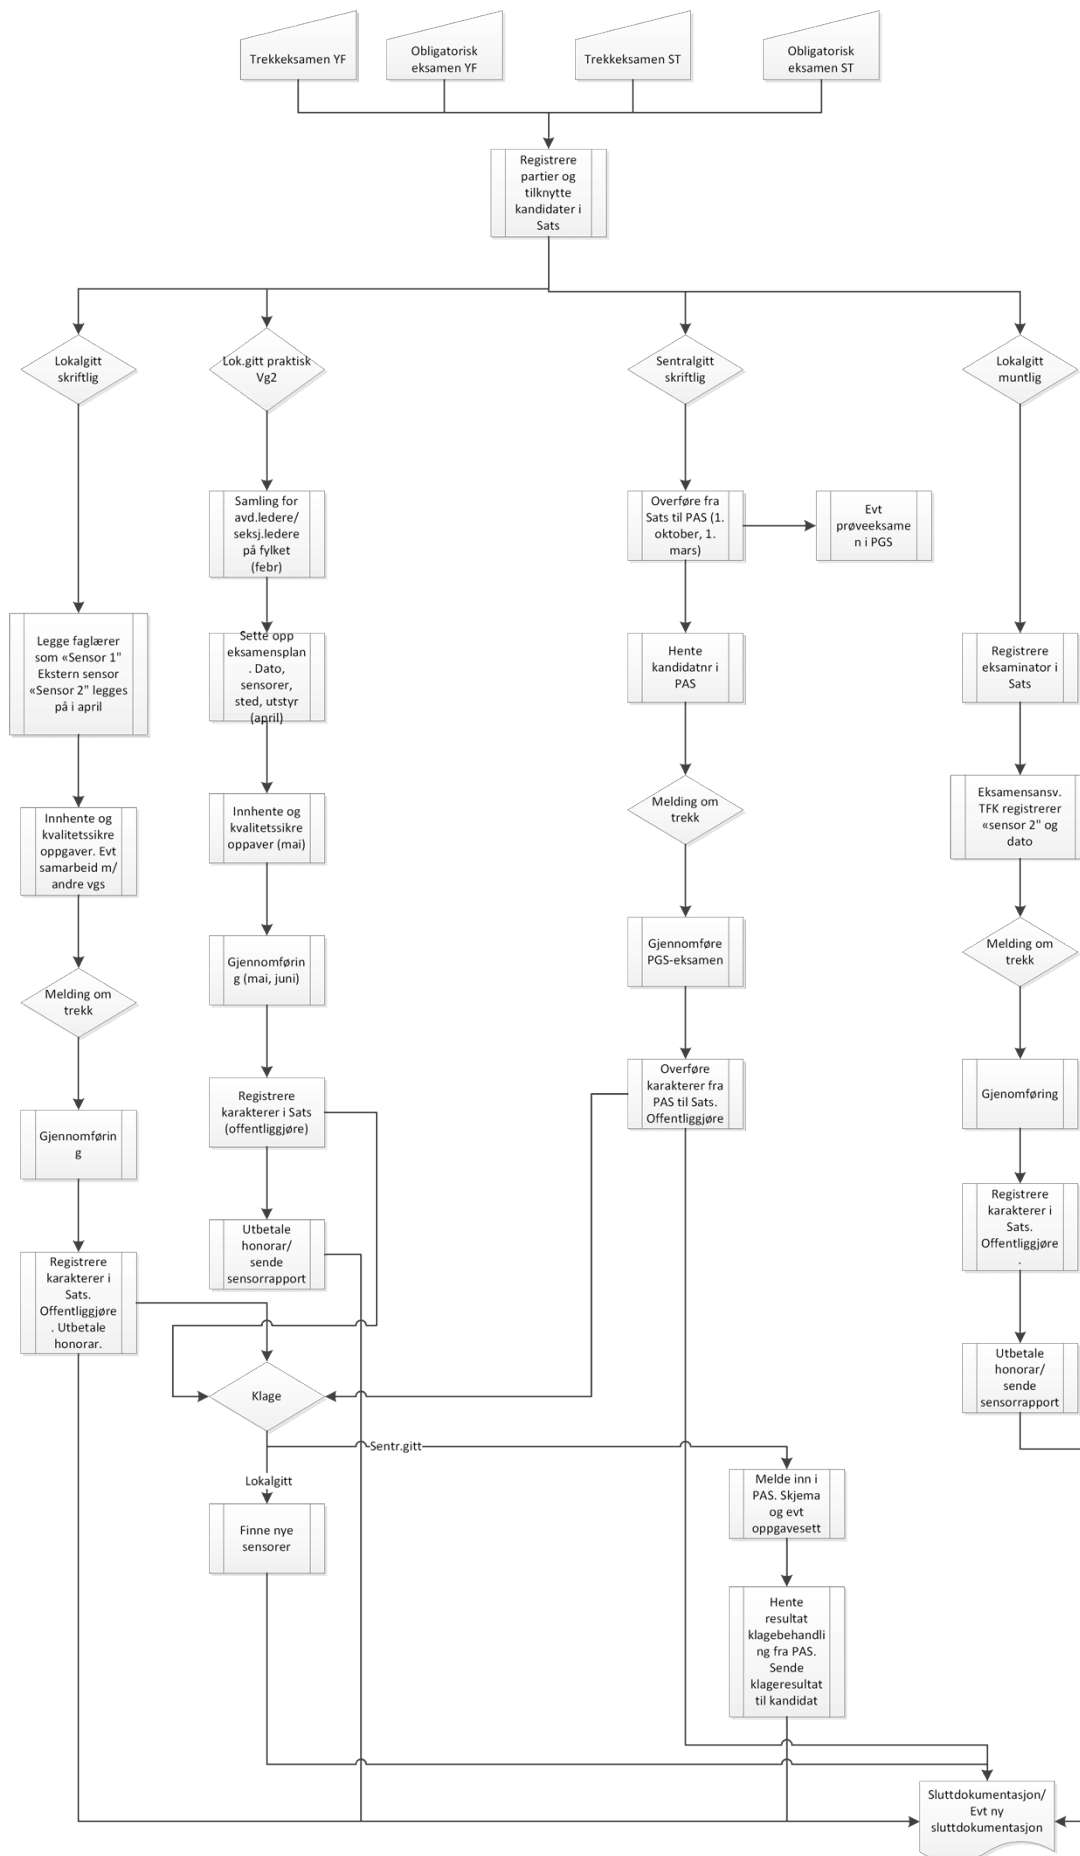 Trekkeksamen YF
Obligatorisk
eksamen YF
Trekkeksamen ST
Obligatorisk
eksamen ST
Registrere
partier og
tilknytte
kandidater i
Sats
Lokalgitt
skriftlig
Lok.gitt praktisk
Vg2
Sentralgitt
skriftlig
Lokalgitt
muntlig
Samling for
avd.ledere/
seksj.ledere
på fylket
(febr)
Overføre fra
Sats til PAS (1.
oktober, 1.
mars)
Evt
prøveeksame
n i PGS
Legge faglærer
som «Sensor 1"
Ekstern sensor
«Sensor 2" legges
på i april
Sette opp
eksamensplan
. Dato,
sensorer,
sted, utstyr
(april)
Hente
kandidatnr i
PAS
Registrere
eksaminator i
Sats
Innhente og
kvalitetssikre
oppgaver. Evt
samarbeid m/
andre vgs
Innhente og
kvalitetssikre
oppaver (mai)
Melding om
trekk
Eksamensansv.
TFK registrerer
«sensor 2" og
dato
Melding om
trekk
Gjennomførin
g (mai, juni)
Gjennomføre
PGS-eksamen
Melding om
trekk
Gjennomførin
g
Registrere
karakterer i Sats
(offentliggjøre)
Overføre
karakterer fra
PAS til Sats.
Offentliggjøre
Gjenomføring
Registrere
karakterer i
Sats.
Offentliggjøre
. Utbetale
honorar.
Utbetale
honorar/
sende
sensorrapport
Registrere
karakterer i
Sats.
Offentliggjøre
.
Klage
Utbetale
honorar/
sende
sensorrapport
Sentr.gitt
Lokalgitt
Finne nye
sensorer
Melde inn i
PAS. Skjema
og evt
oppgavesett
Hente
resultat
klagebehandli
ng fra PAS.
Sende
klageresultat
til kandidat
Sluttdokumentasjon/
Evt ny
sluttdokumentasjon